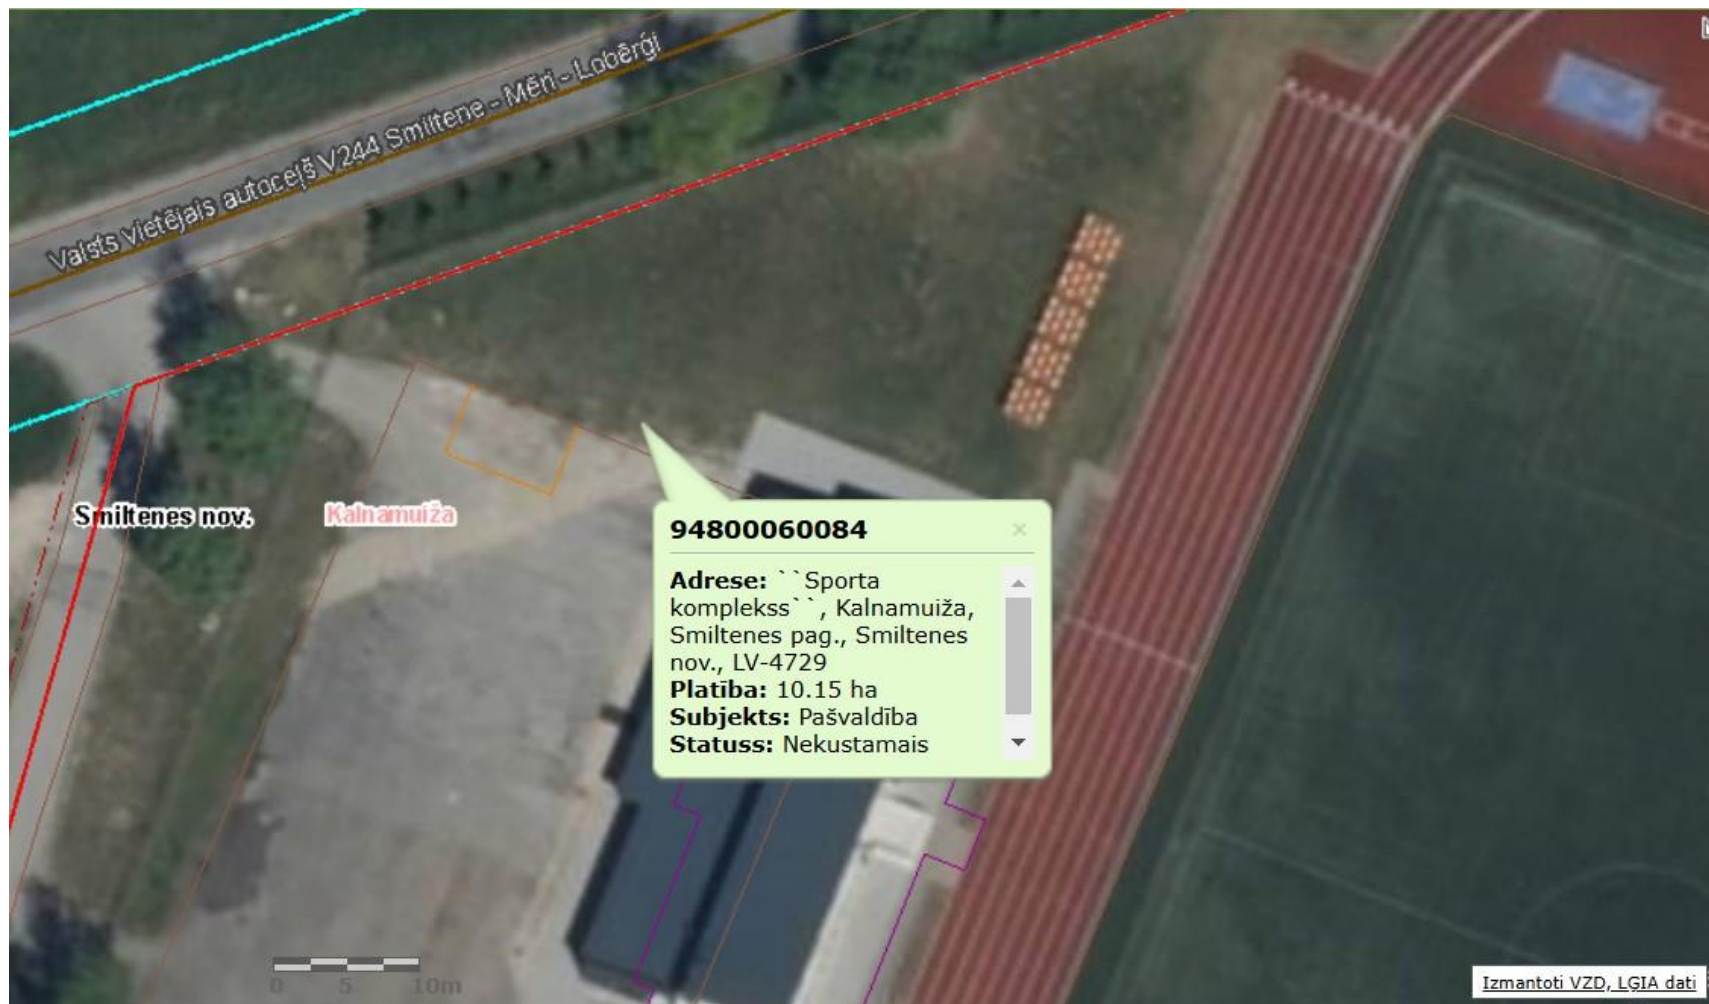 Valsts vietējais autoceļš V244 Smiltene - Mēri - Lobērģi
Smiltenes nov.
Kalnamuiža
94800060084
Adrese: ``Sporta
komplekss``, Kalnamuiža,
Smiltenes pag., Smiltenes
nov., LV-4729
Platība: 10.15 ha
Subjekts: Pašvaldība
Statuss: Nekustamais
0 5 10m
Izmantoti VZD, LĢIA dati